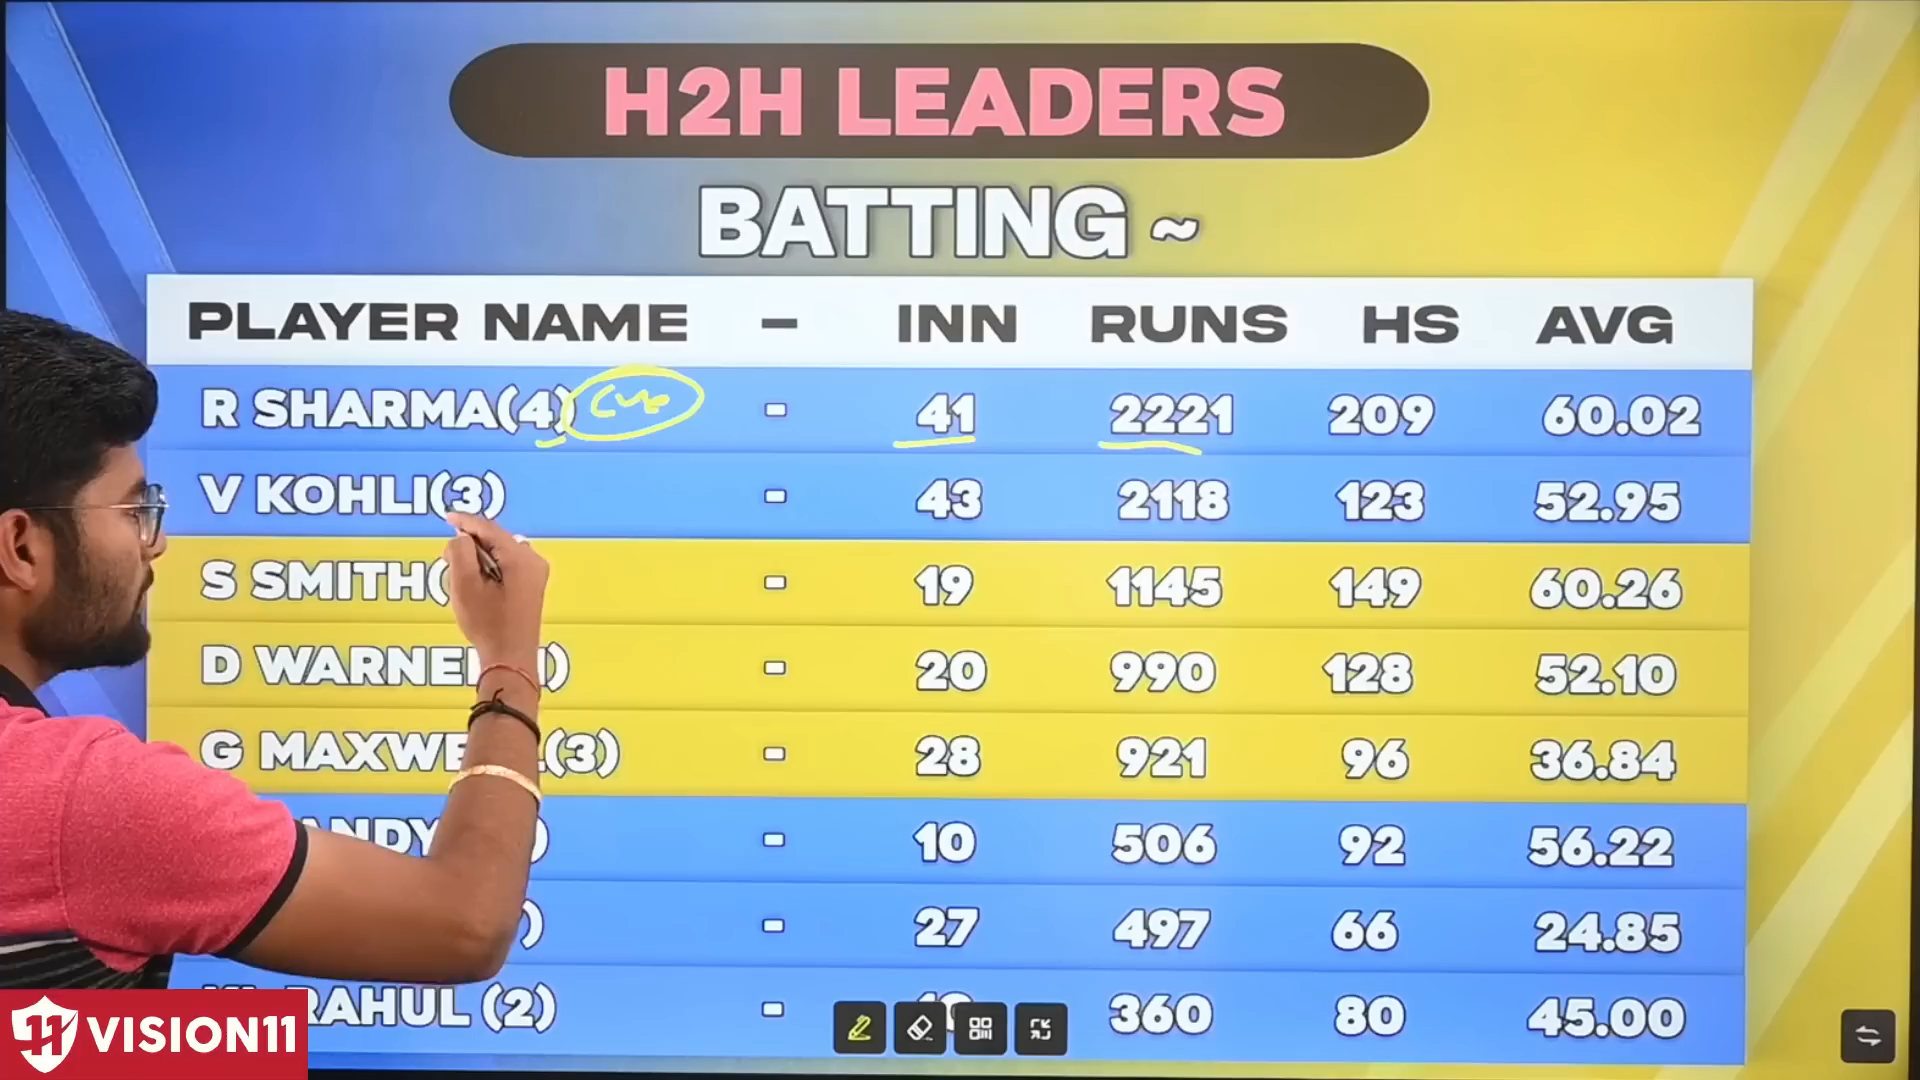 H2H LEADERS
BATTING ~
PLAYER NAME – INN RUNS HS AVG
R SHARMA(4) - 41 2221 209 60.02
V KOHLI(3) - 43 2118 123 52.95
S SMITH( - 19 1145 149 60.26
D WARNE - 20 990 128 52.10
G MAXWE (3) - 28 921 96 36.84
- 10 506 92 56.22
- 27 497 66 24.85
RAHUL (2) - 360 80 45.00
11 VISION11